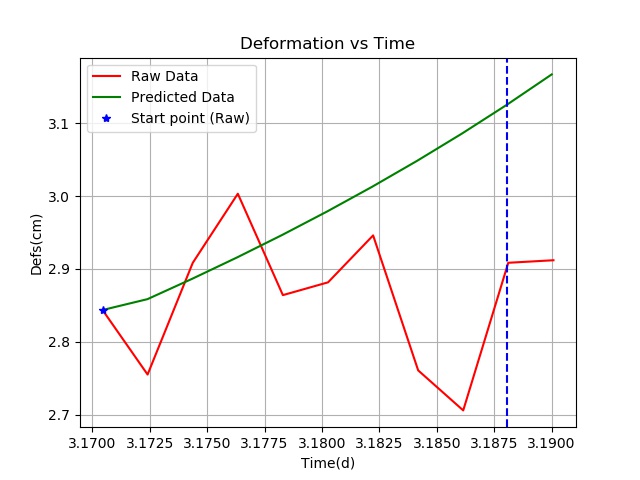 Deformation vs Time
Raw Data
Predicted Data
Start point (Raw)
Defs(cm)
3.1
3.0
2.9
2.8
2.7
3.1700 3.1725 3.1750 3.1775 3.1800 3.1825 3.1850 3.1875 3.1900
Time(d)